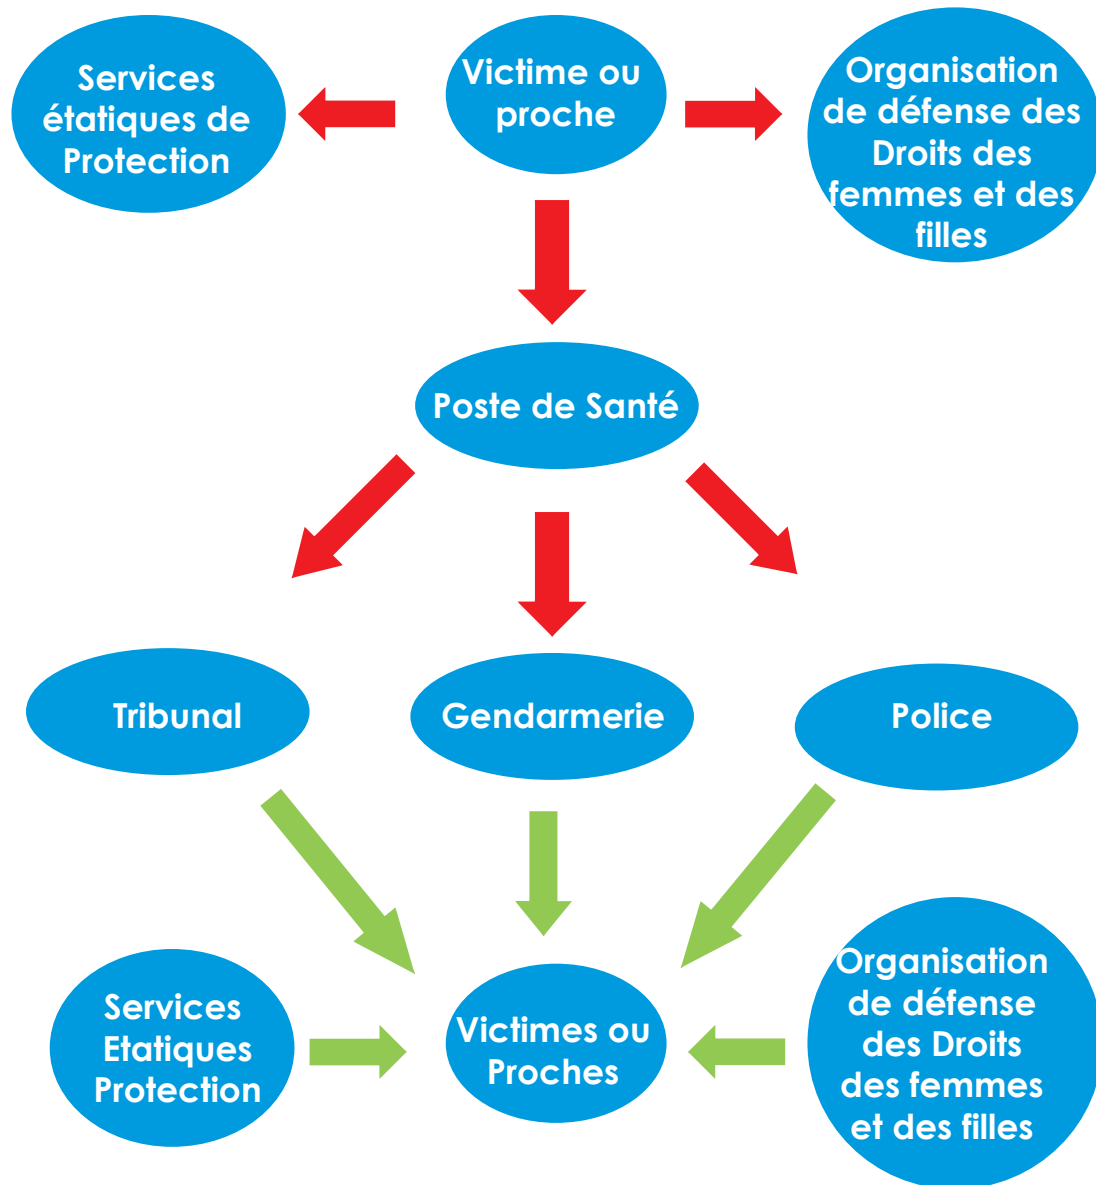 Services
étatiques de
Protection
Victime ou
proche
Organisation
de défense des
Droits des
femmes et des
filles
Poste de Santé
Tribunal
Gendarmerie
Police
Services
Etatiques
Protection
Victimes ou
Proches
Organisation
de défense
des Droits
des femmes
et des filles